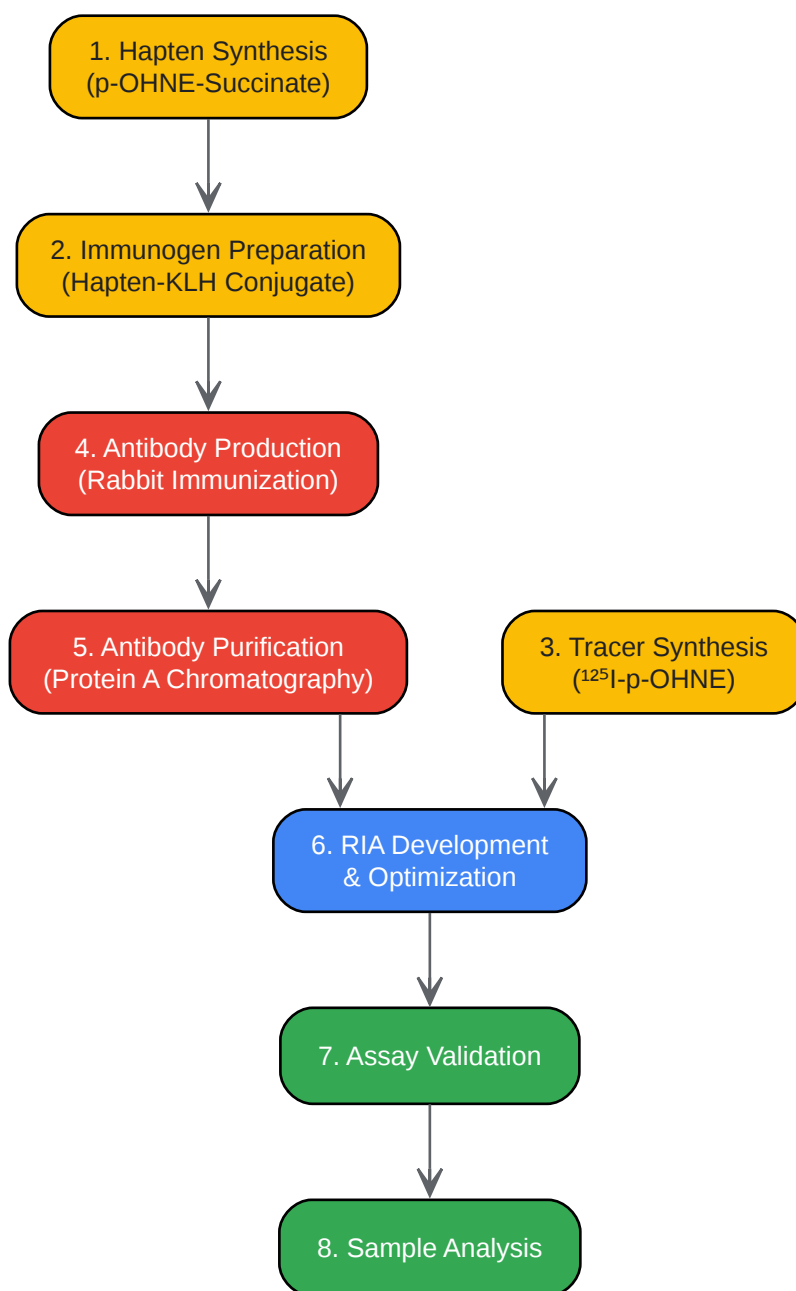 1. Hapten Synthesis
(p-OHNE-Succinate)
2. Immunogen Preparation
(Hapten-KLH Conjugate)
4. Antibody Production
(Rabbit Immunization)
5. Antibody Purification
(Protein A Chromatography)
3. Tracer Synthesis
(¹²⁵I-p-OHNE)
6. RIA Development
& Optimization
7. Assay Validation
8. Sample Analysis